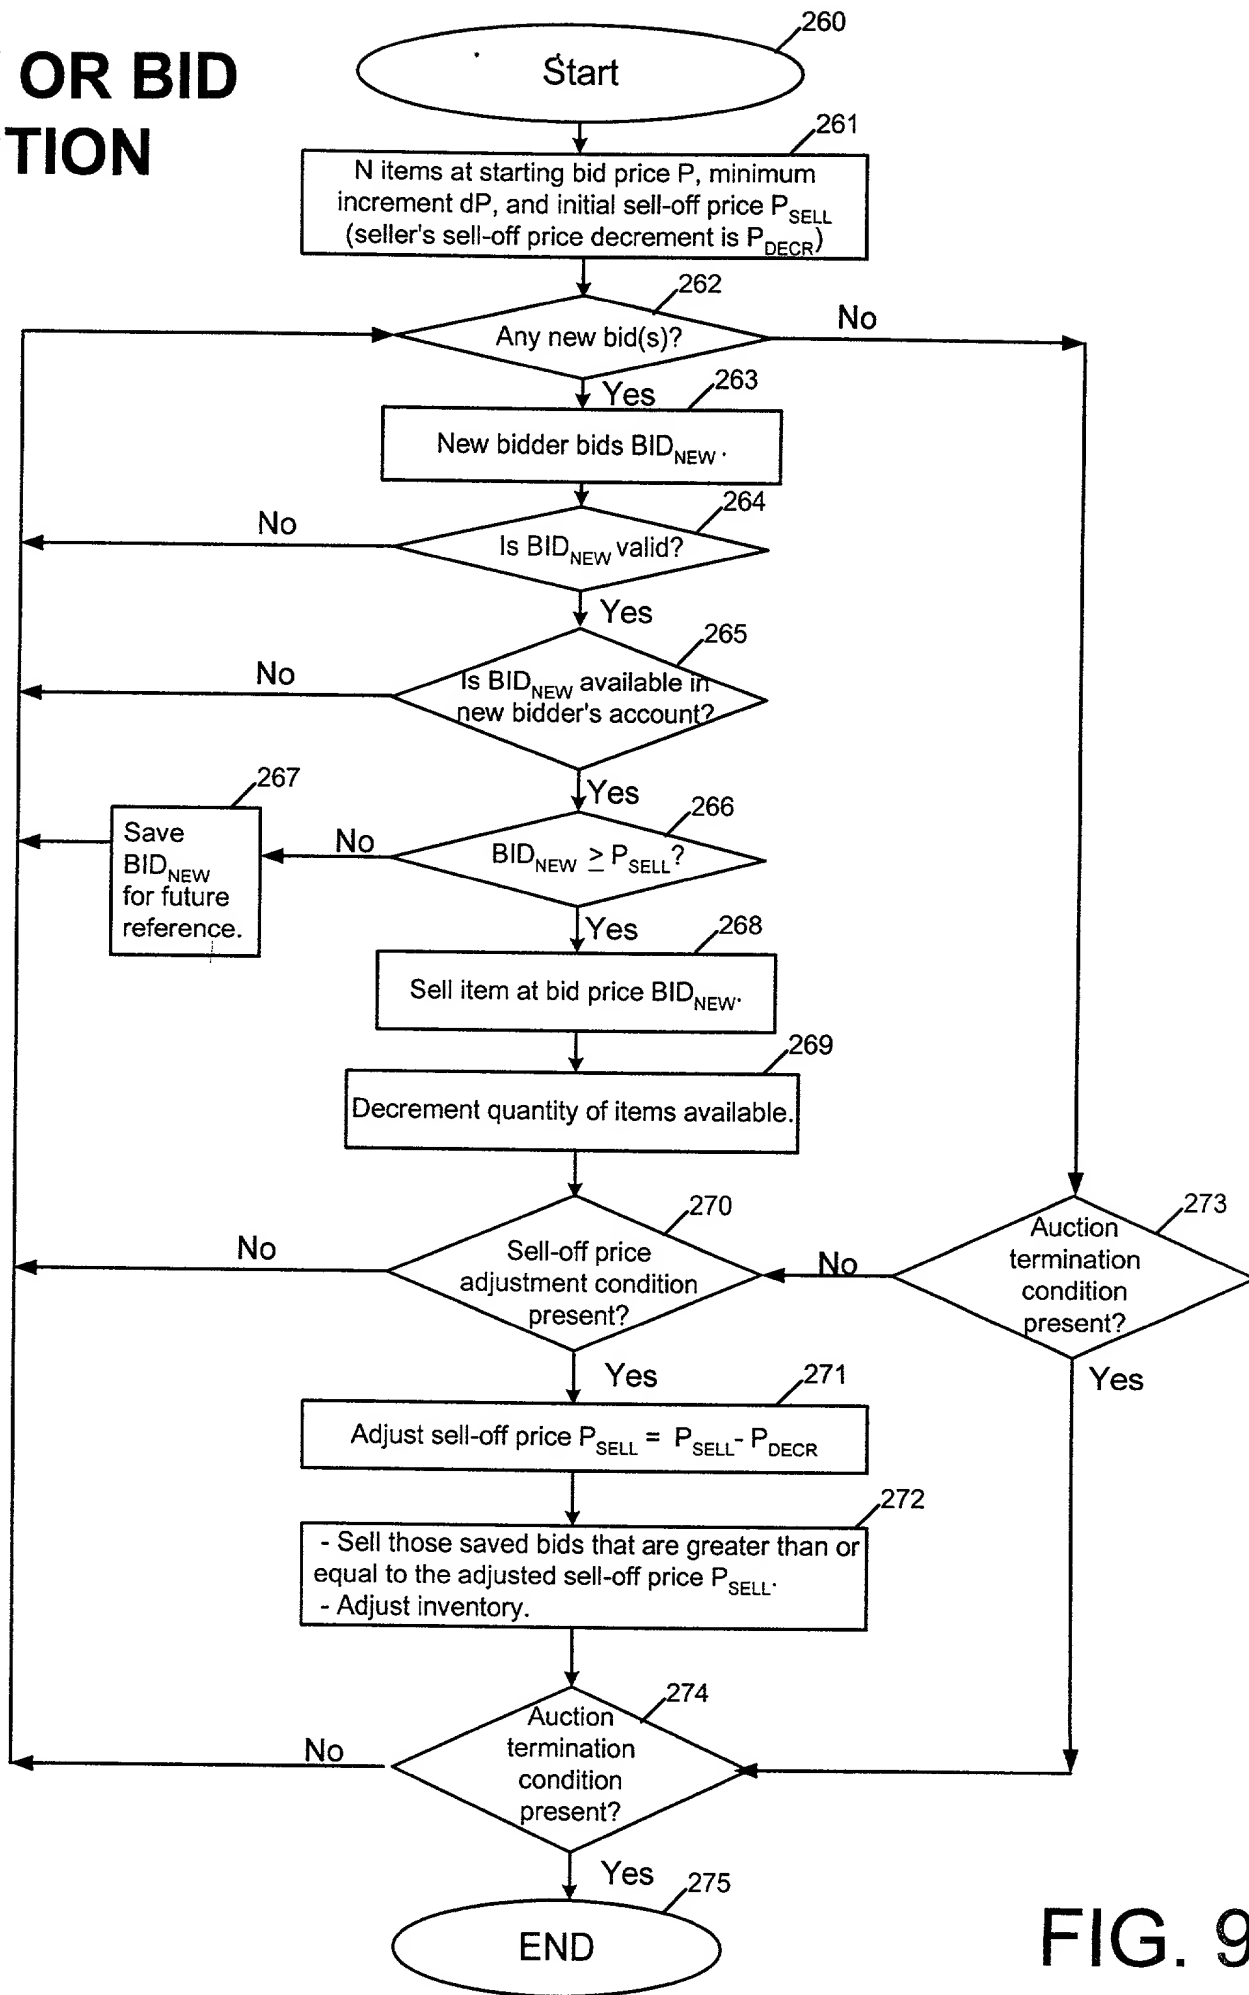 OR BID
TION
260
Start
261
N items at starting bid price P, minimum
increment dP, and initial sell-off price PSELL
(seller's sell-off price decrement is PDECR)
262
Any new bid(s)?
No
Yes
263
New bidder bids BIDNEW.
264
No
Is BIDNEW valid?
Yes
265
No
Is BIDNEW available in
new bidder's account?
Yes
267
266
Save
BIDNEW
for future
reference.
No
BIDNEW ≥ PSELL?
Yes
268
Sell item at bid price BIDNEW.
269
Decrement quantity of items available.
270
No
Sell-off price
adjustment condition
present?
No
273
Auction
termination
condition
present?
Yes
Yes
271
Adjust sell-off price PSELL = PSELL - PDECR
272
- Sell those saved bids that are greater than or
equal to the adjusted sell-off price PSELL.
- Adjust inventory.
274
No
Auction
termination
condition
present?
Yes
275
END
FIG. 9